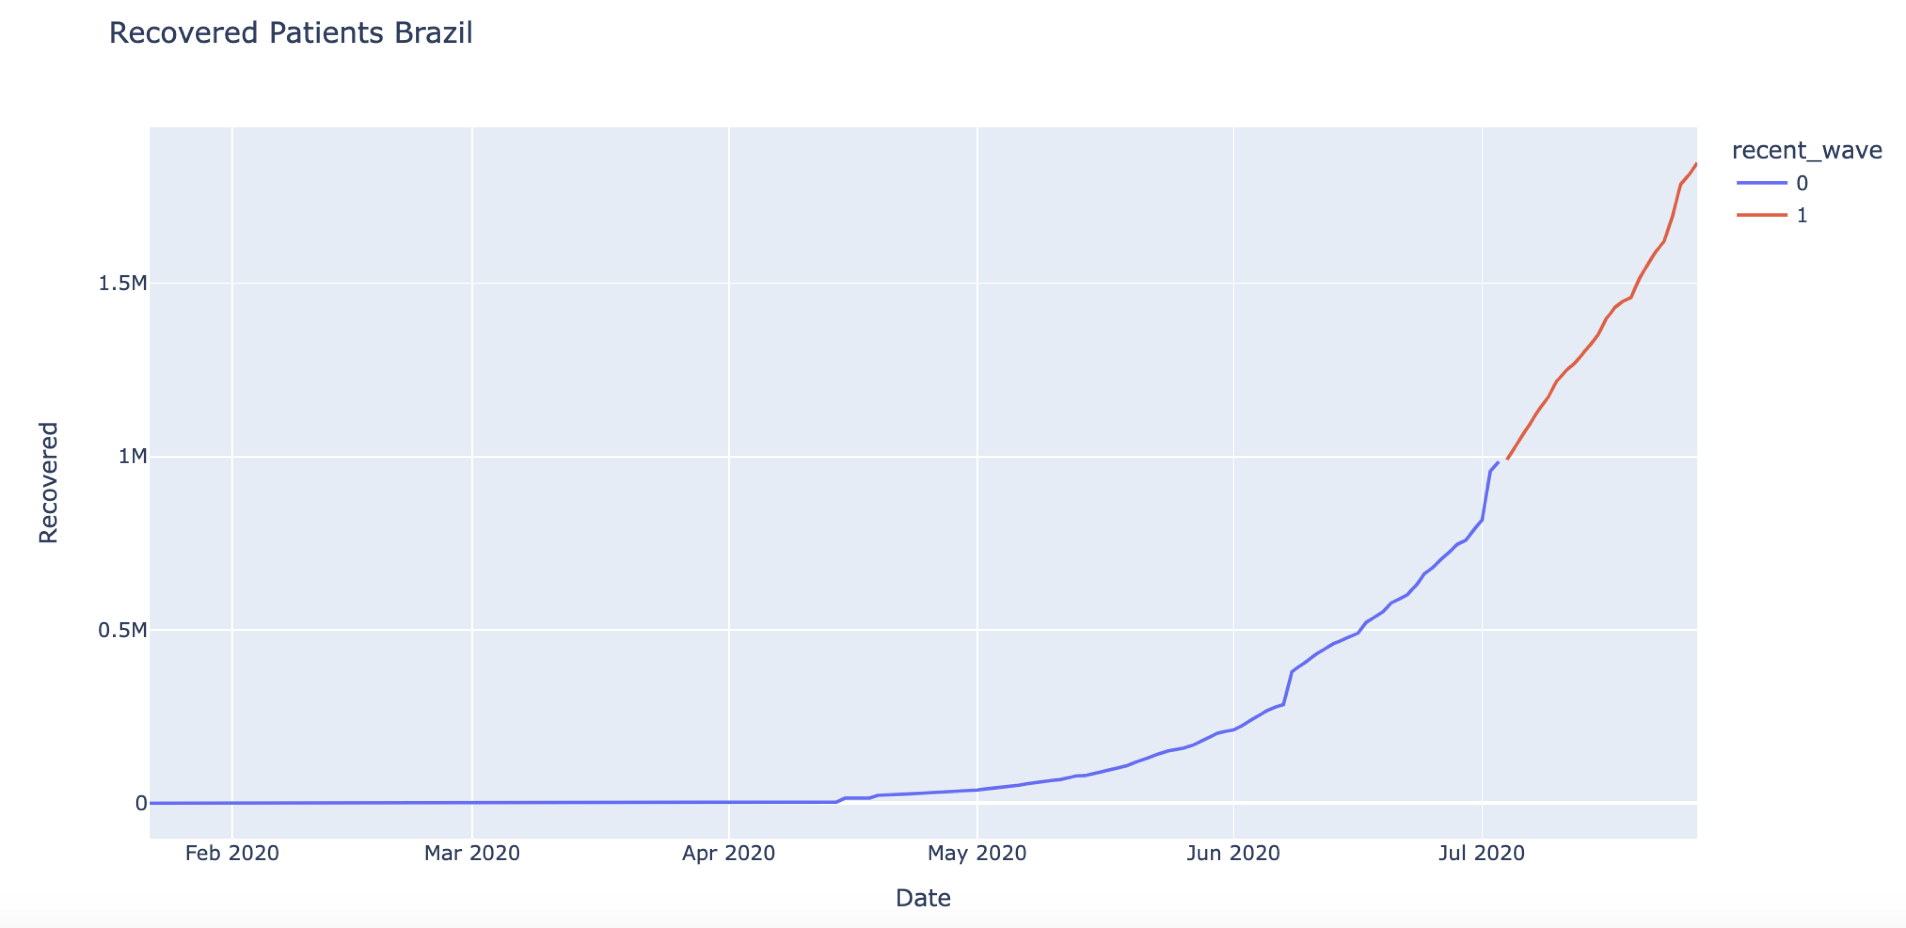 Recovered Patients Brazil
recent_wave
0
1
1.5M
1M
0.5M
0
Recovered
Feb 2020
Mar 2020
Apr 2020
May 2020
Jun 2020
Jul 2020
Date